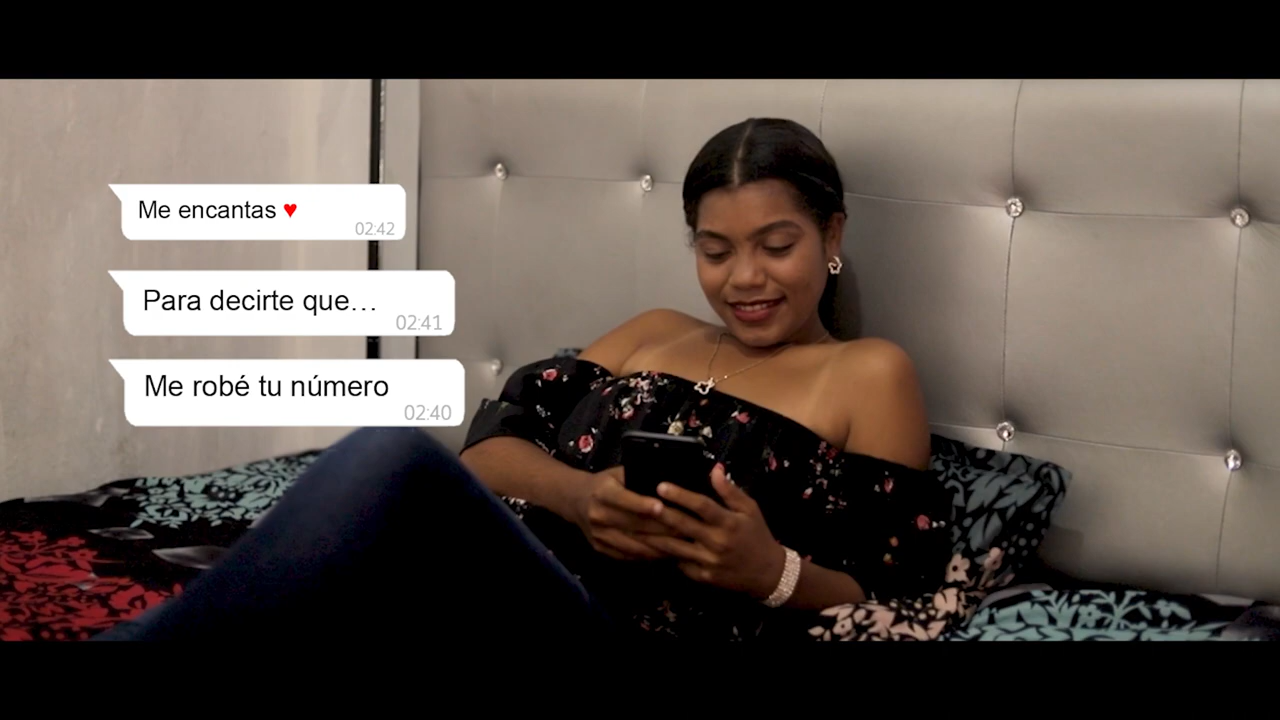 Me encantas ♥
02:42
Para decirte que…
02:41
Me robé tu número
02:40